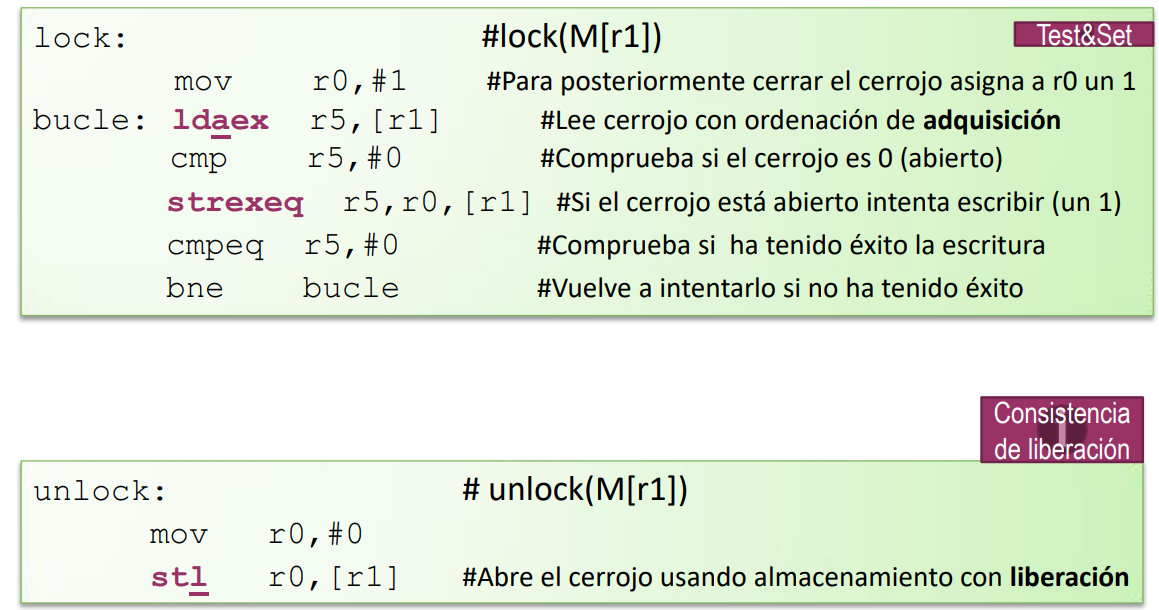 lock: #lock(M[r1]) Test&Set
mov r0,#1 #Para posteriormente cerrar el cerrojo asigna a r0 un 1
bucle: ldaex r5,[r1] #Lee cerrojo con ordenación de adquisición
cmp r5,#0 #Comprueba si el cerrojo es 0 (abierto)
strexeq r5,r0,[r1] #Si el cerrojo está abierto intenta escribir (un 1)
cmpeq r5,#0 #Comprueba si ha tenido éxito la escritura
bne bucle #Vuelve a intentarlo si no ha tenido éxito
Consistencia
de liberación
unlock: # unlock(M[r1])
mov r0,#0
stl r0,[r1] #Abre el cerrojo usando almacenamiento con liberación